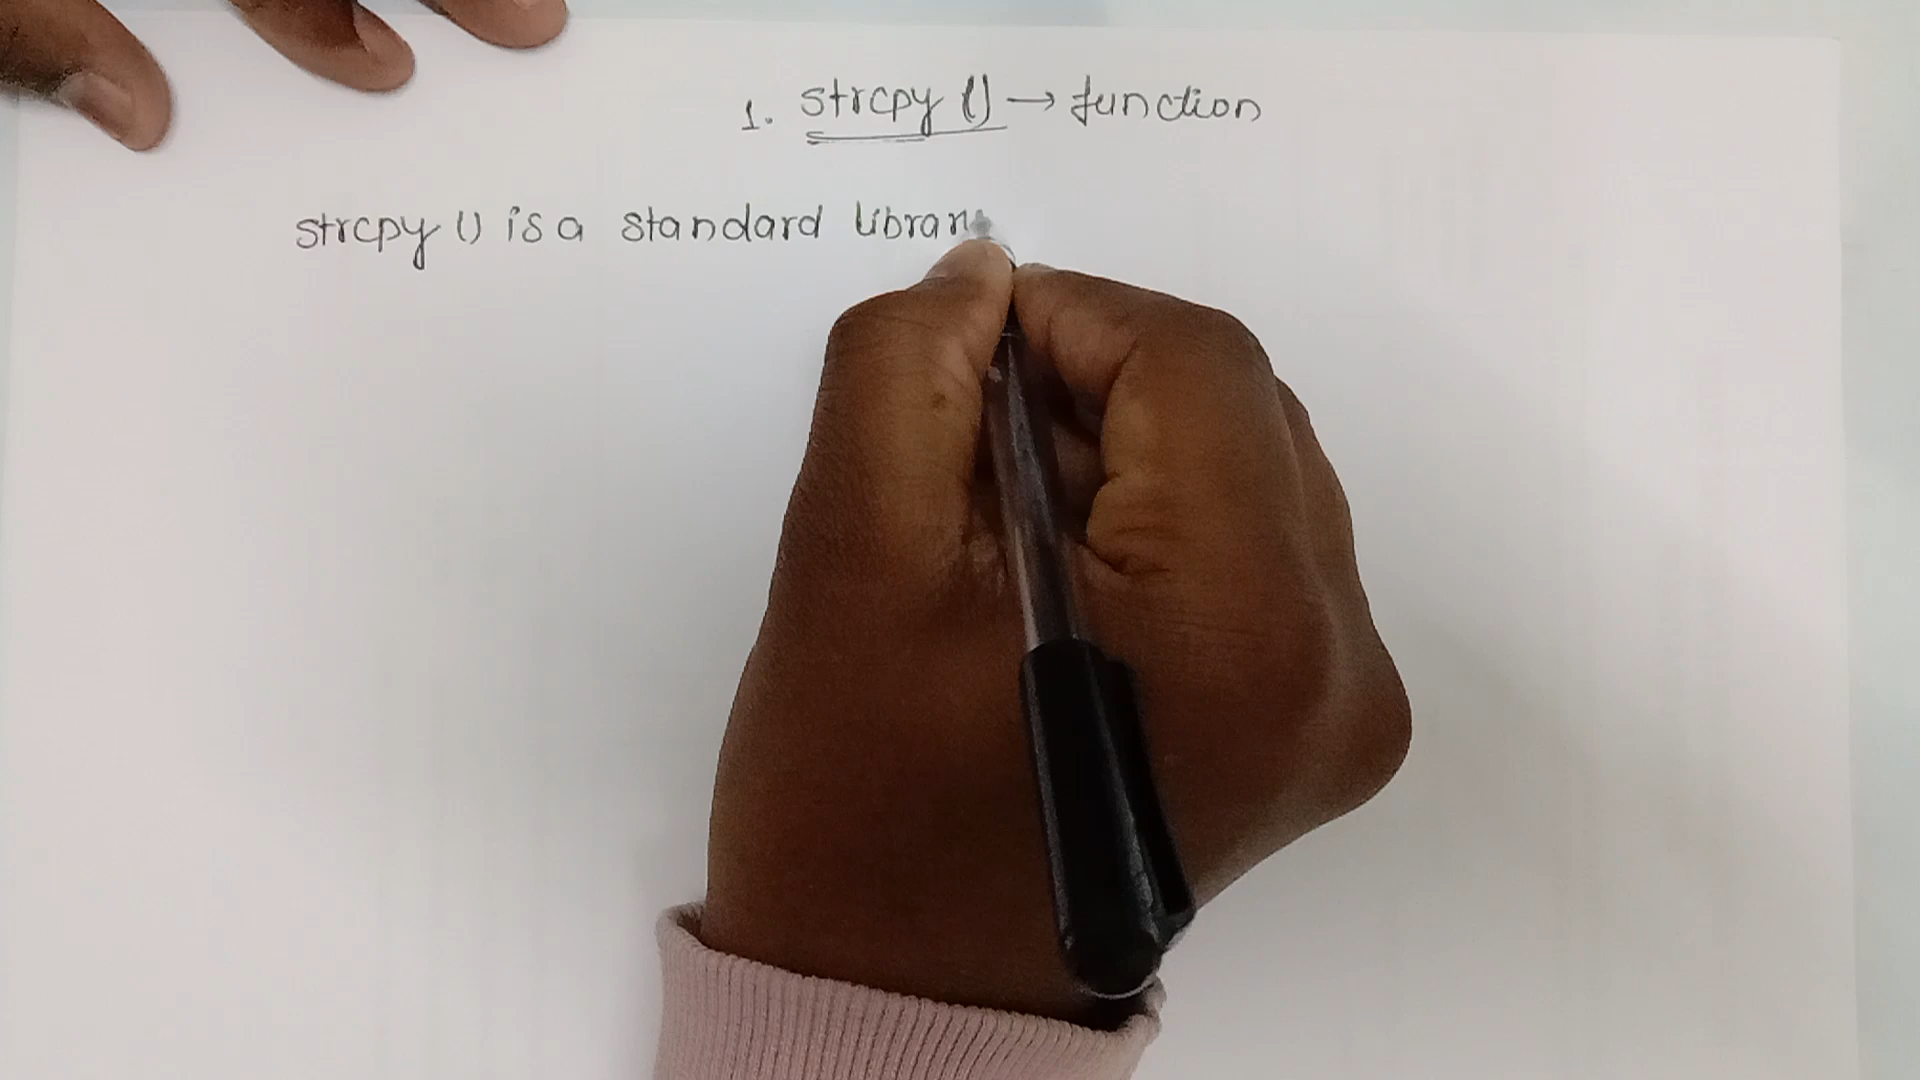 1. strcpy () → function
strcpy () is a standard